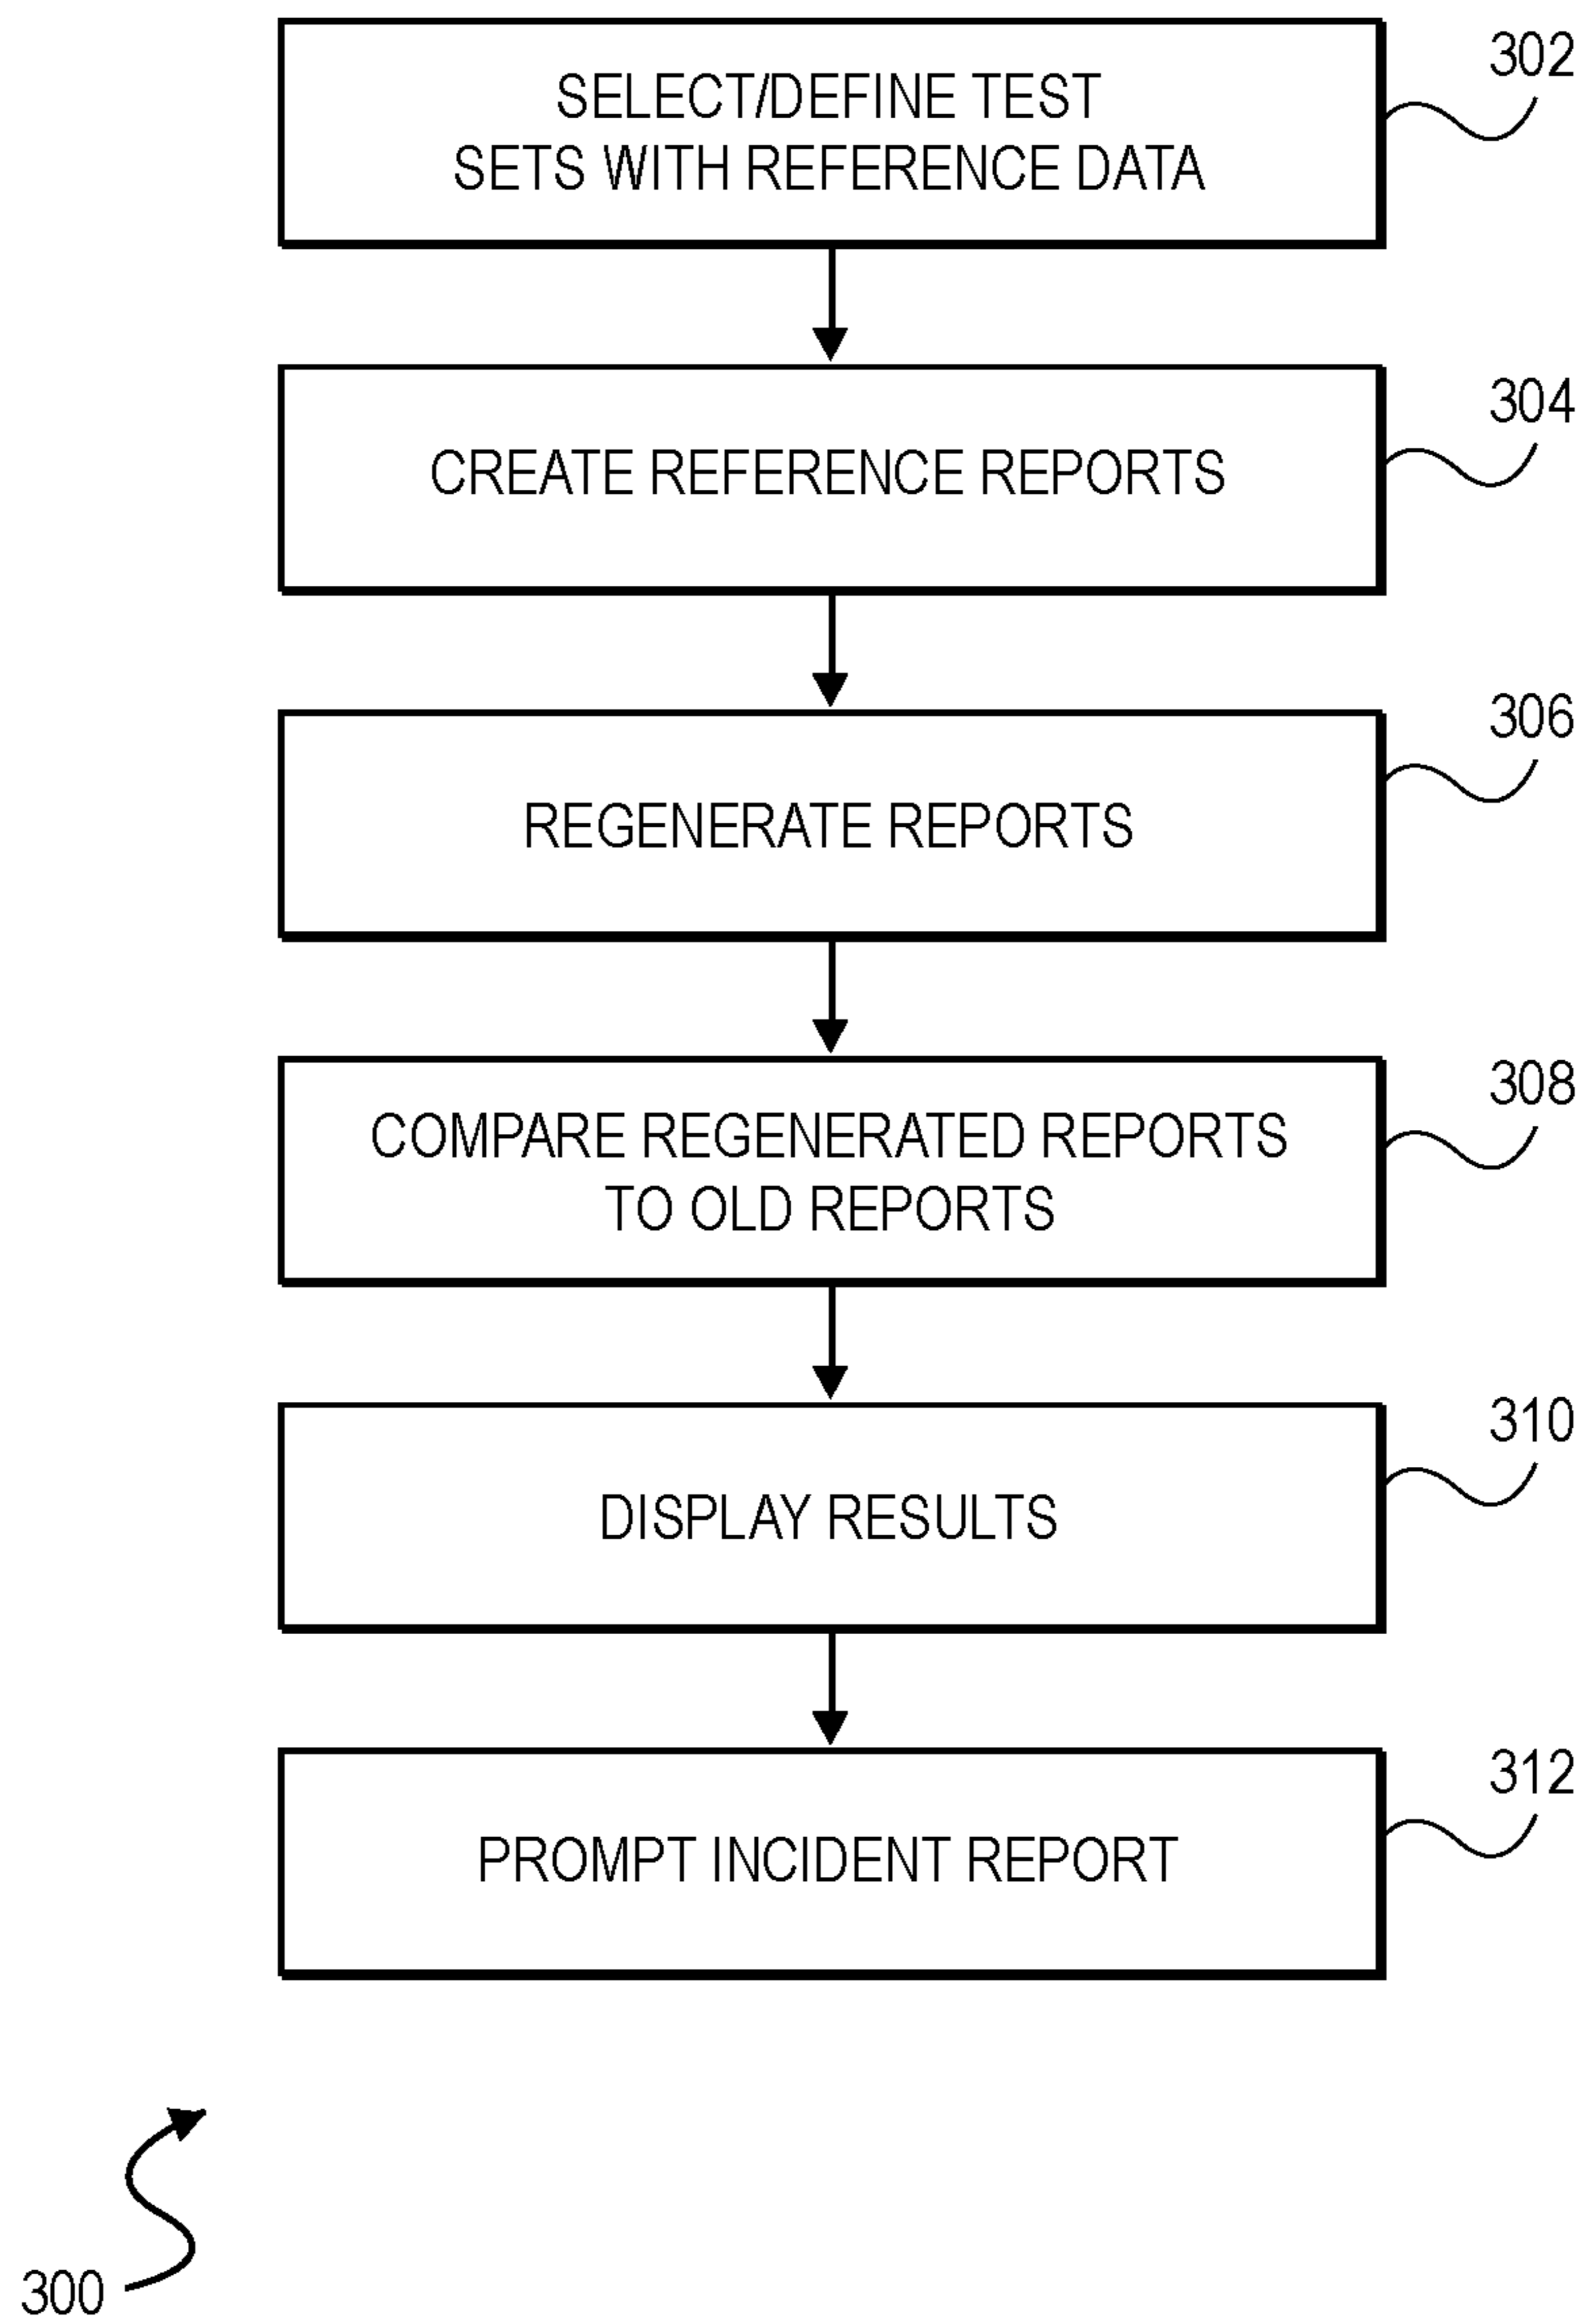 302
SELECT/DEFINE TEST
SETS WITH REFERENCE DATA
304
CREATE REFERENCE REPORTS
306
REGENERATE REPORTS
308
COMPARE REGENERATED REPORTS
TO OLD REPORTS
310
DISPLAY RESULTS
312
PROMPT INCIDENT REPORT
300